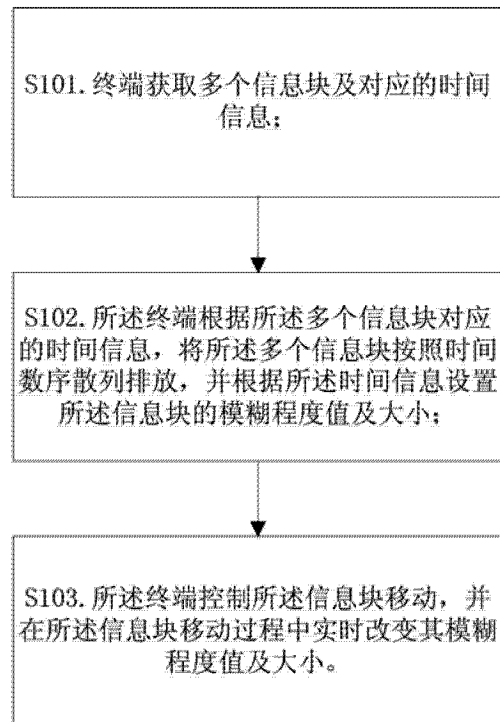 S101.终端获取多个信息块及对应的时间
信息;
S102.所述终端根据所述多个信息块对应
的时间信息，将所述多个信息块按照时间
数序散列排放，并根据所述时间信息设置
所述信息块的模糊程度值及大小;
S103.所述终端控制所述信息块移动，并
在所述信息块移动过程中实时改变其模糊
程度值及大小。